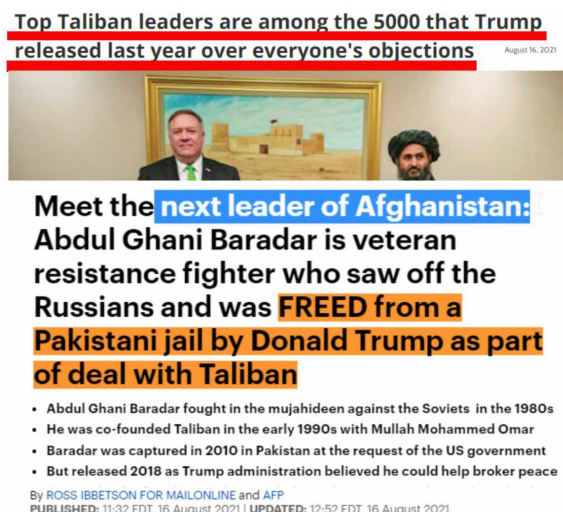 Top Taliban leaders are among the 5000 that Trump
released last year over everyone's objections
August 16, 2021
Meet the next leader of Afghanistan:
Abdul Ghani Baradar is veteran
resistance fighter who saw off the
Russians and was FREED from a
Pakistani jail by Donald Trump as part
of deal with Taliban
• Abdul Ghani Baradar fought in the mujahideen against the Soviets in the 1980s
• He was co-founded Taliban in the early 1990s with Mullah Mohammed Omar
• Baradar was captured in 2010 in Pakistan at the request of the US government
• But released 2018 as Trump administration believed he could help broker peace
By ROSS IBBETSON FOR MAILONLINE and AFP
PUBLISHED: 11:32 EDT, 16 August 2021 | UPDATED: 12:52 EDT, 16 August 2021